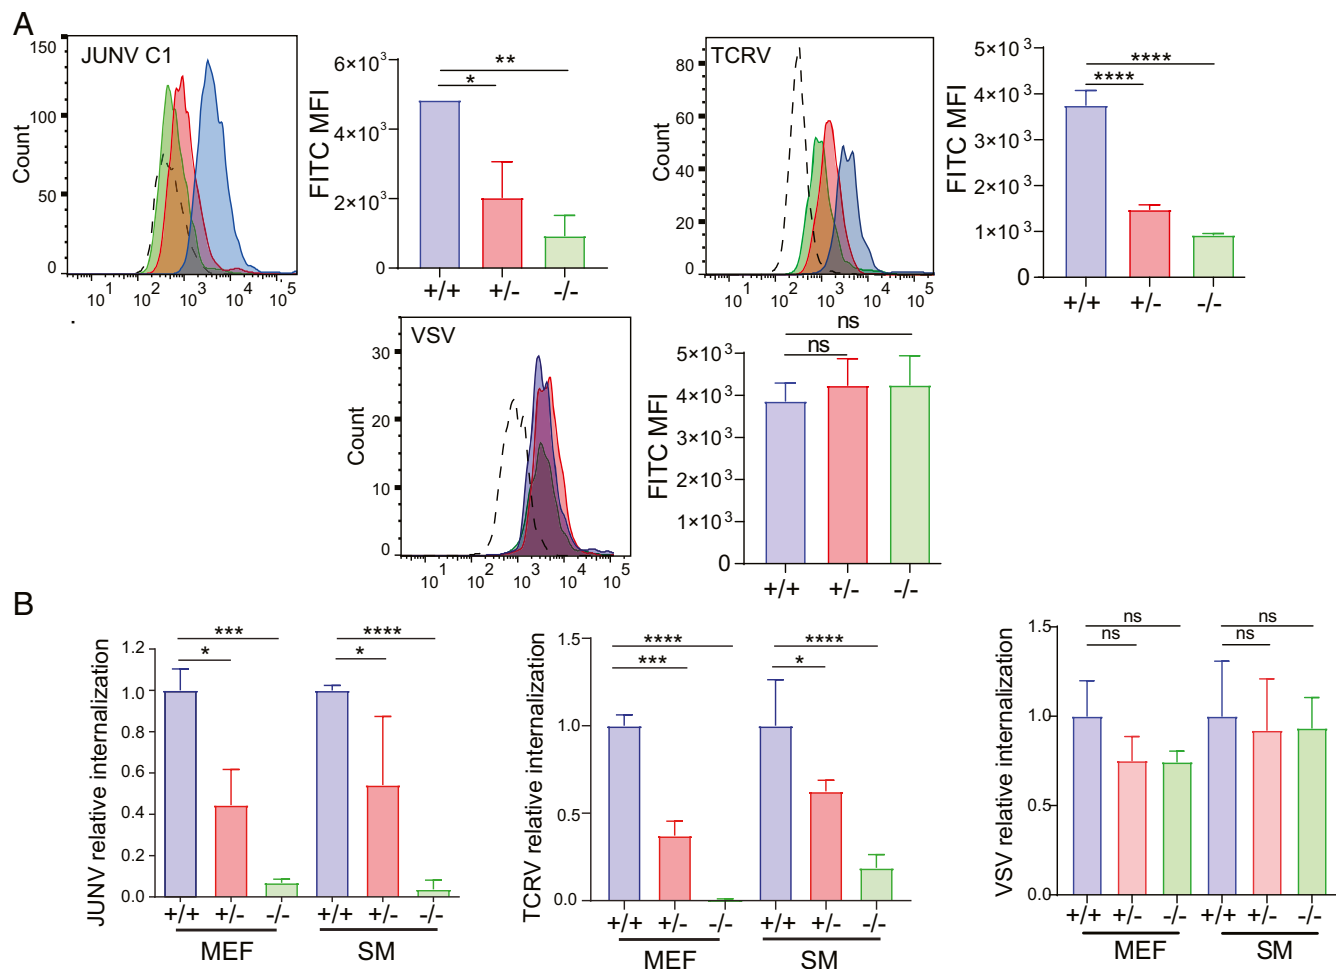 A
JUNV C1
Count
150
100
50
0
10^1 10^2 10^3 10^4 10^5
FITC MFI
6×10^3
4×10^3
2×10^3
0
**
*
+/+ +/- -/-
TCRV
Count
80
60
40
20
0
10^1 10^2 10^3 10^4 10^5
FITC MFI
5×10^3
4×10^3
3×10^3
2×10^3
1×10^3
0
****
****
+/+ +/- -/-
VSV
Count
30
20
10
0
10^1 10^2 10^3 10^4 10^5
FITC MFI
5×10^3
4×10^3
3×10^3
2×10^3
1×10^3
0
ns
ns
+/+ +/- -/-
B
JUNV relative internalization
1.2
1.0
0.8
0.6
0.4
0.2
0.0
*** ****
* *
+/+ +/- -/- +/+ +/- -/-
MEF SM
TCRV relative internalization
1.5
1.0
0.5
0.0
**** ****
*** *
+/+ +/- -/- +/+ +/- -/-
MEF SM
VSV relative internalization
1.5
1.0
0.5
0.0
ns ns
ns ns
+/+ +/- -/- +/+ +/- -/-
MEF SM